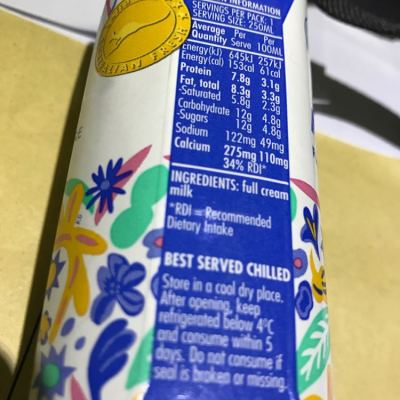 INFORMATION
SERVINGS PER PACK:
SERVING SIZE: 250ML
Average Per Per
Quantity Serve 100ML
Energy(kJ) 645kJ 257kJ
Energy(cal) 153cal 61cal
Protein 7.8g 3.1g
Fat, total 8.3g 3.3g
-Saturated 5.8g 2.3g
Carbohydrate 12g 4.8g
-Sugars 12g 4.8g
Sodium 122mg 49mg
Calcium 275mg 110mg
34% RDI*
INGREDIENTS: full cream
milk
*RDI = Recommended
Dietary Intake
BEST SERVED CHILLED
Store in a cool dry place.
After opening, keep
refrigerated below 4°C
and consume within 5
days. Do not consume if
seal is broken or missing.